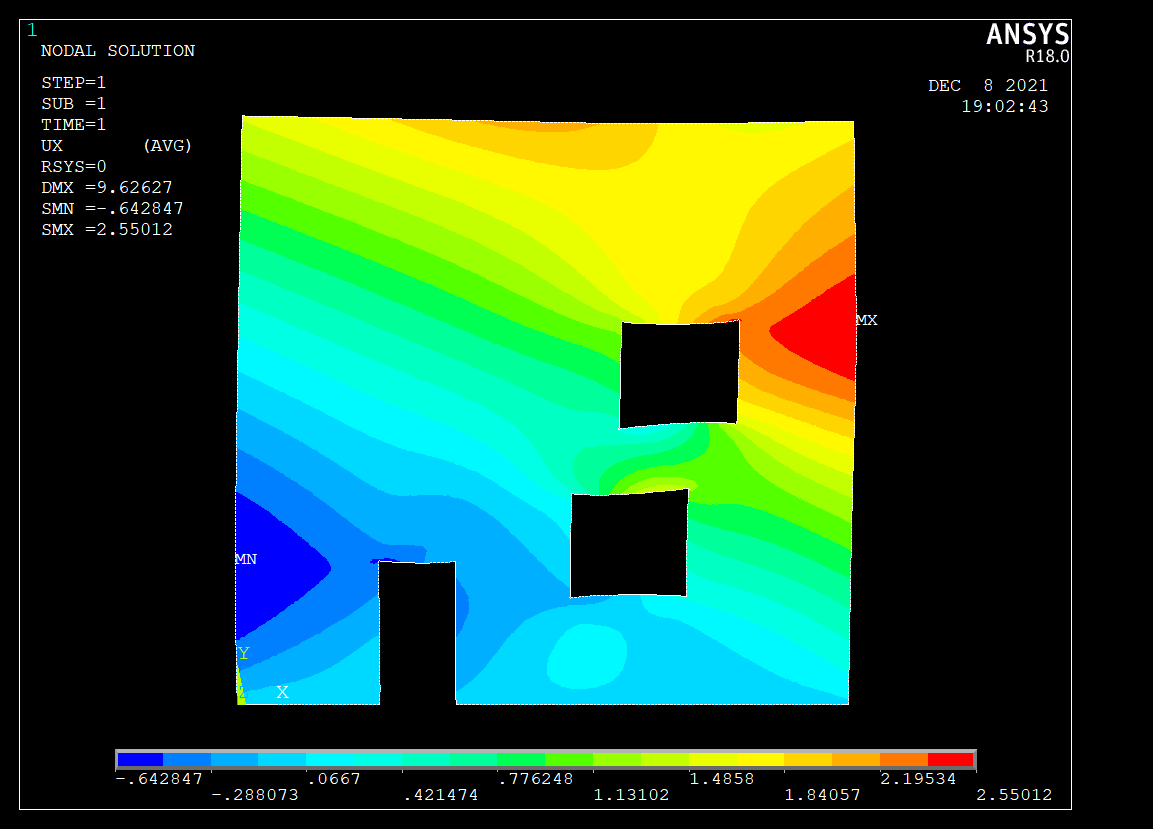 1
NODAL SOLUTION
STEP=1
SUB =1
TIME=1
UX (AVG)
RSYS=0
DMX =9.62627
SMN =-.642847
SMX =2.55012
ANSYS
R18.0
DEC 8 2021
19:02:43
MX
MN
Y
Z X
-.642847 .0667 .776248 1.4858 2.19534
-.288073 .421474 1.13102 1.84057 2.55012